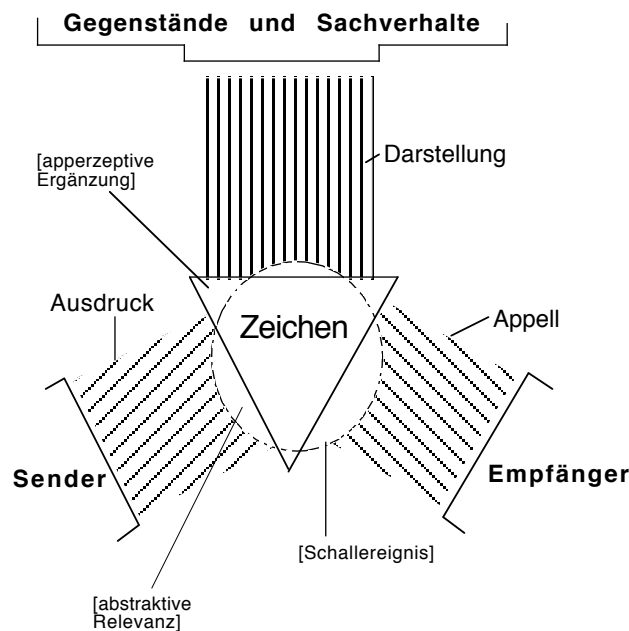 Gegenstände und Sachverhalte
[apperzeptive
Ergänzung]
Darstellung
Ausdruck
Zeichen
Appell
Sender
Empfänger
[Schallereignis]
[abstraktive
Relevanz]